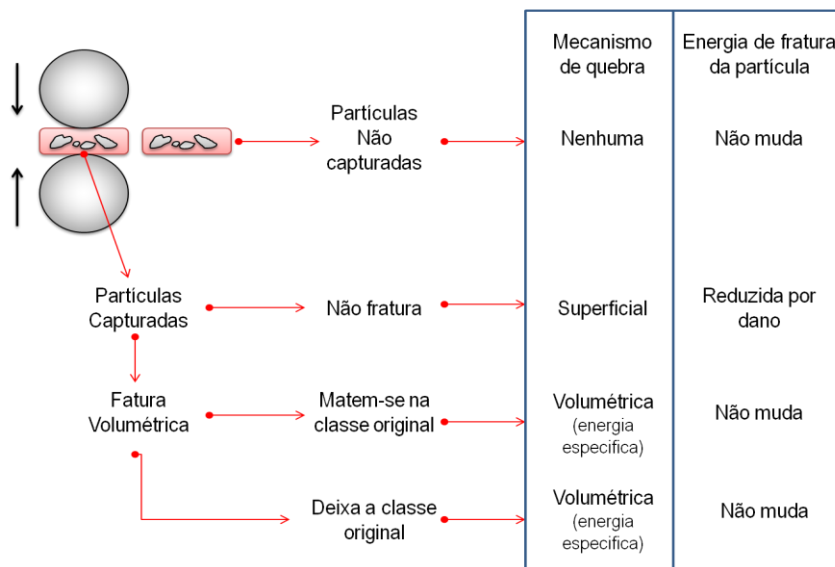 Mecanismo
de quebra
Energia de fratura
da partícula
Partículas
Não
capturadas
Nenhuma
Não muda
Partículas
Capturadas
Não fratura
Superficial
Reduzida por
dano
Fatura
Volumétrica
Matem-se na
classe original
Volumétrica
(energia
especifica)
Não muda
Deixa a classe
original
Volumétrica
(energia
especifica)
Não muda